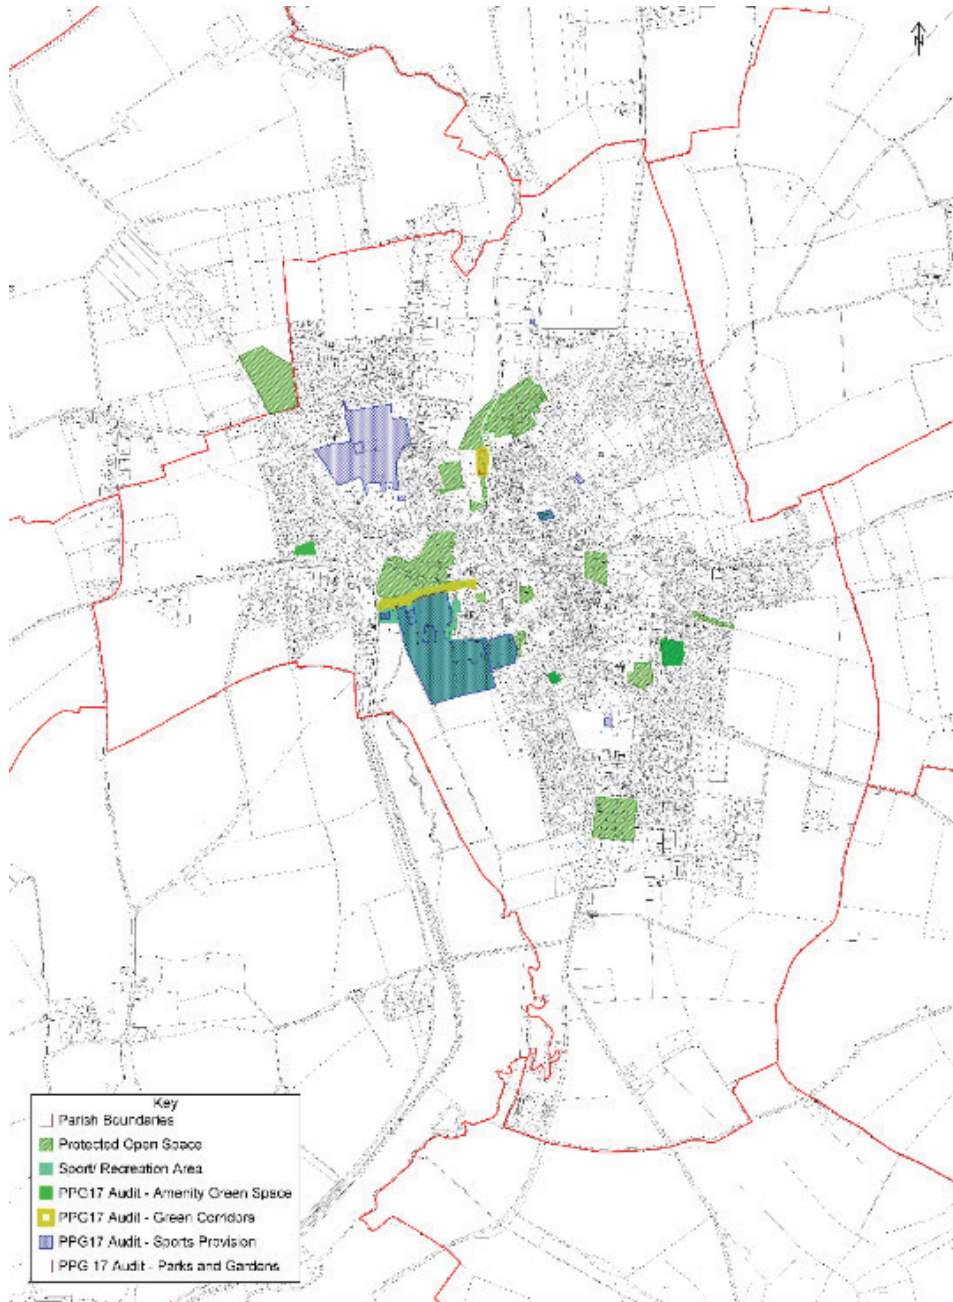 N
Key
Parish Boundaries
Protected Open Space
Sport/ Recreation Area
PPG17 Audit - Amenity Green Space
PPG17 Audit - Green Corridors
PPG17 Audit - Sports Provision
PPG 17 Audit - Parks and Gardens